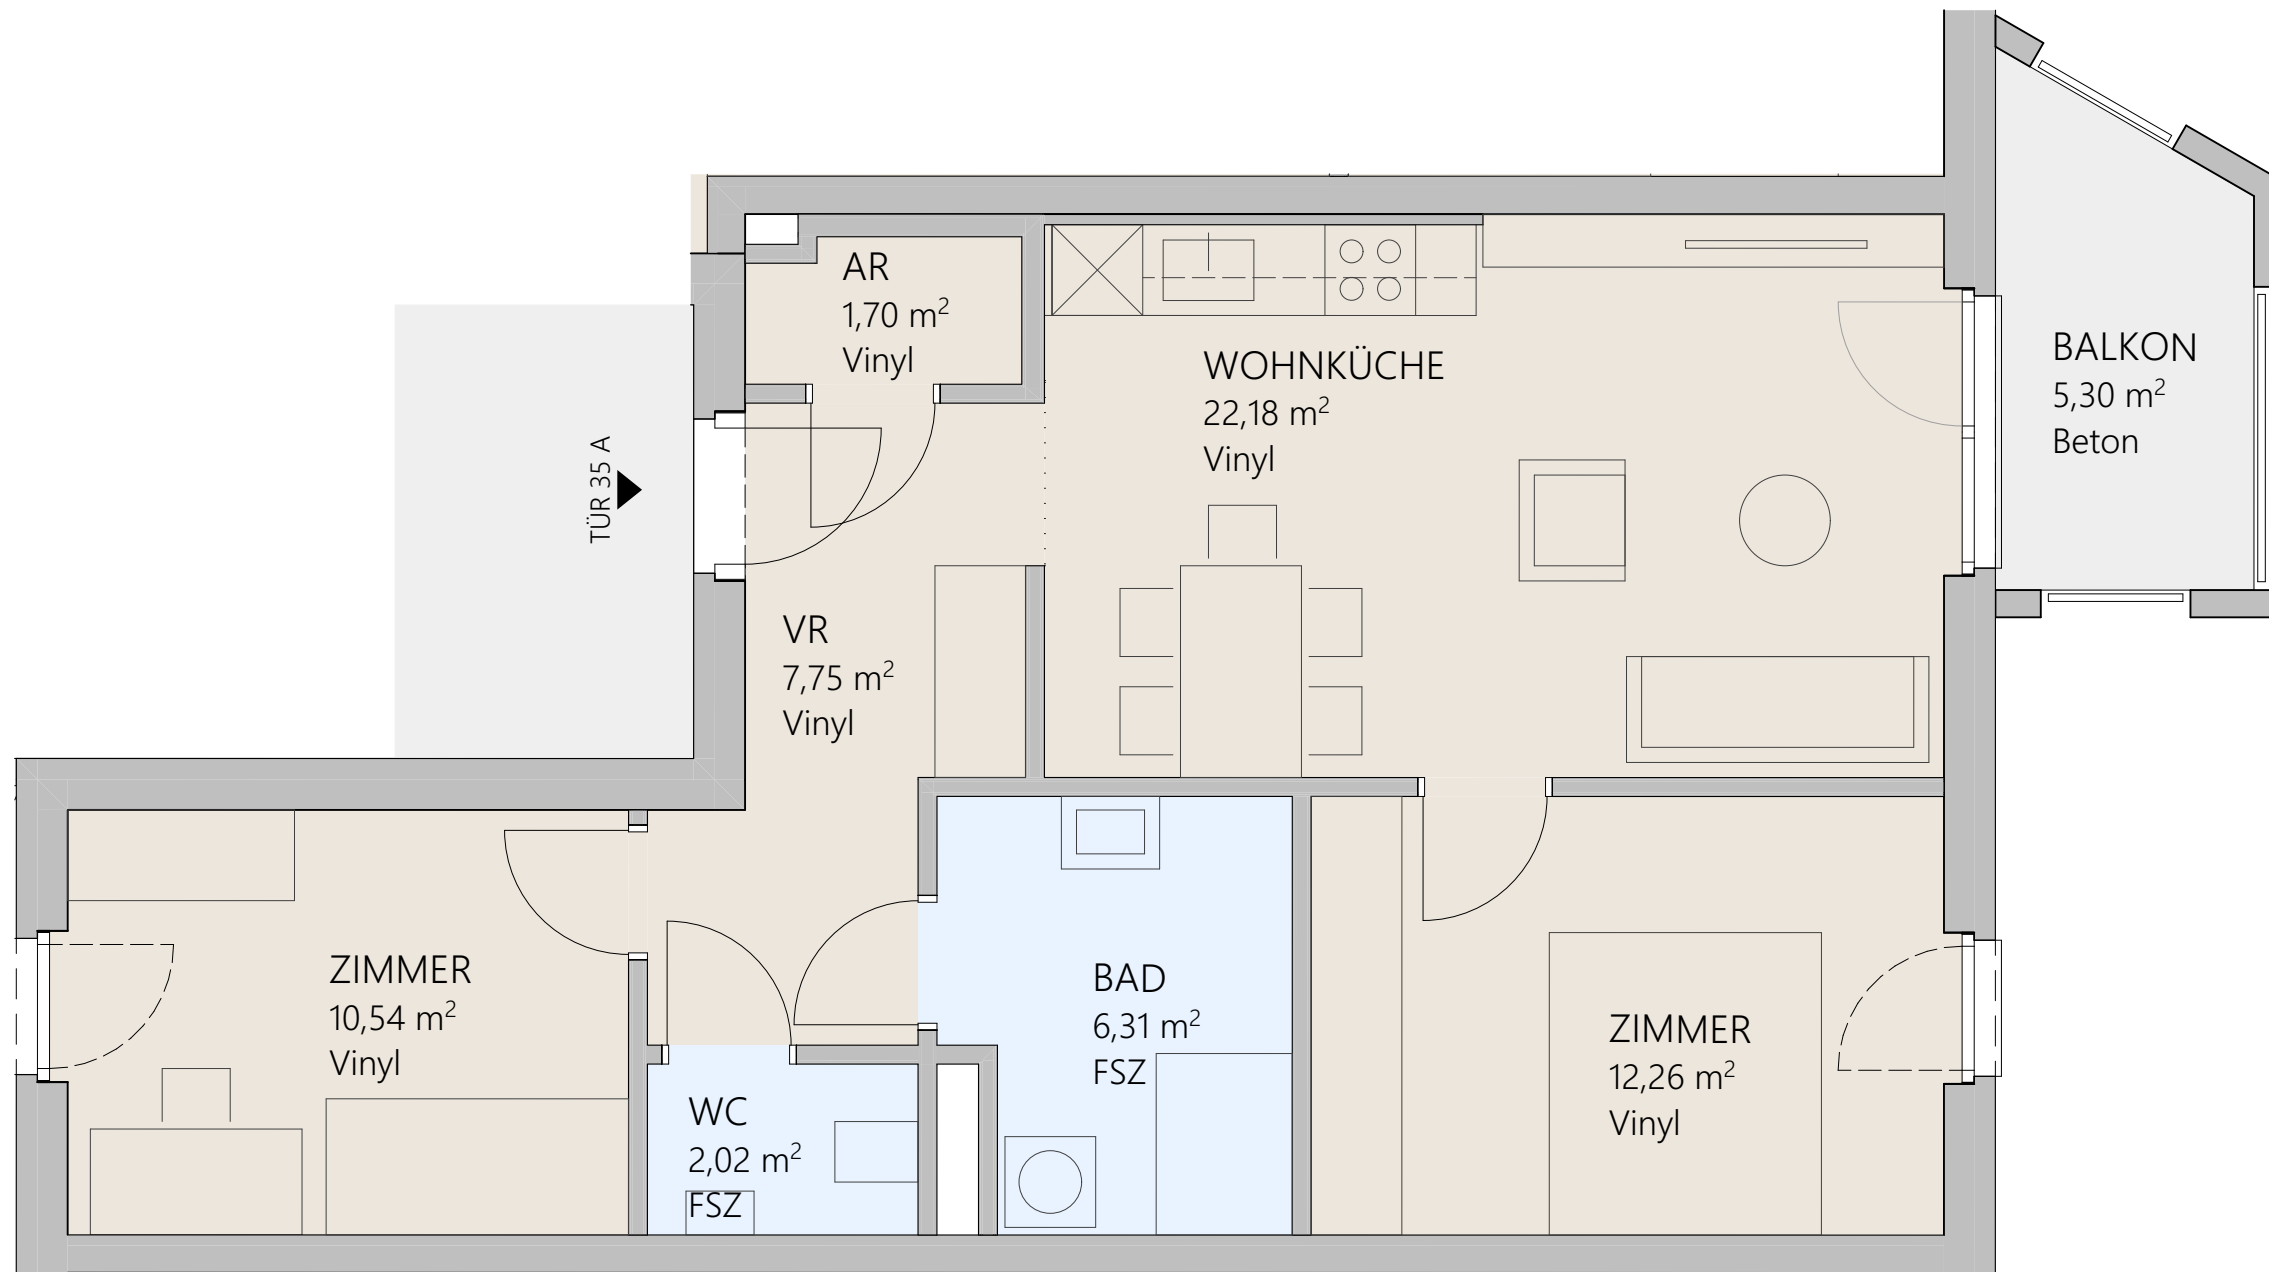 AR
1,70 m²
Vinyl
WOHNKÜCHE
22,18 m²
Vinyl
BALKON
5,30 m²
Beton
TÜR 35 A
VR
7,75 m²
Vinyl
ZIMMER
10,54 m²
Vinyl
BAD
6,31 m²
FSZ
ZIMMER
12,26 m²
Vinyl
WC
2,02 m²
FSZ